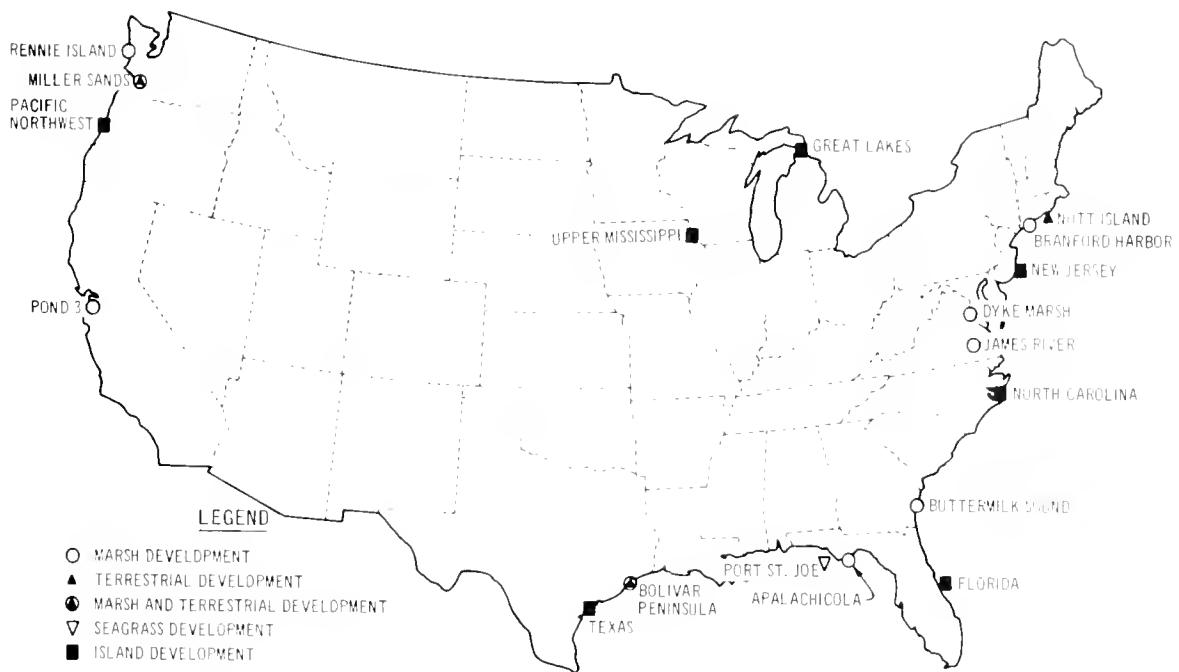 RENNIE ISLAND
MILLER SANDS
PACIFIC
NORTHWEST
GREAT LAKES
UPPER MISSISSIPPI
NOTT ISLAND
BRANFORD HARBOR
NEW JERSEY
POND 3
DYKE MARSH
JAMES RIVER
NORTH CAROLINA
BUTTERMILK SOUND
PORT ST. JOE
APALACHICOLA
FLORIDA
BOLIVAR
PENINSULA
TEXAS
LEGEND
MARSH DEVELOPMENT
TERRESTRIAL DEVELOPMENT
MARSH AND TERRESTRIAL DEVELOPMENT
SEAGRASS DEVELOPMENT
ISLAND DEVELOPMENT